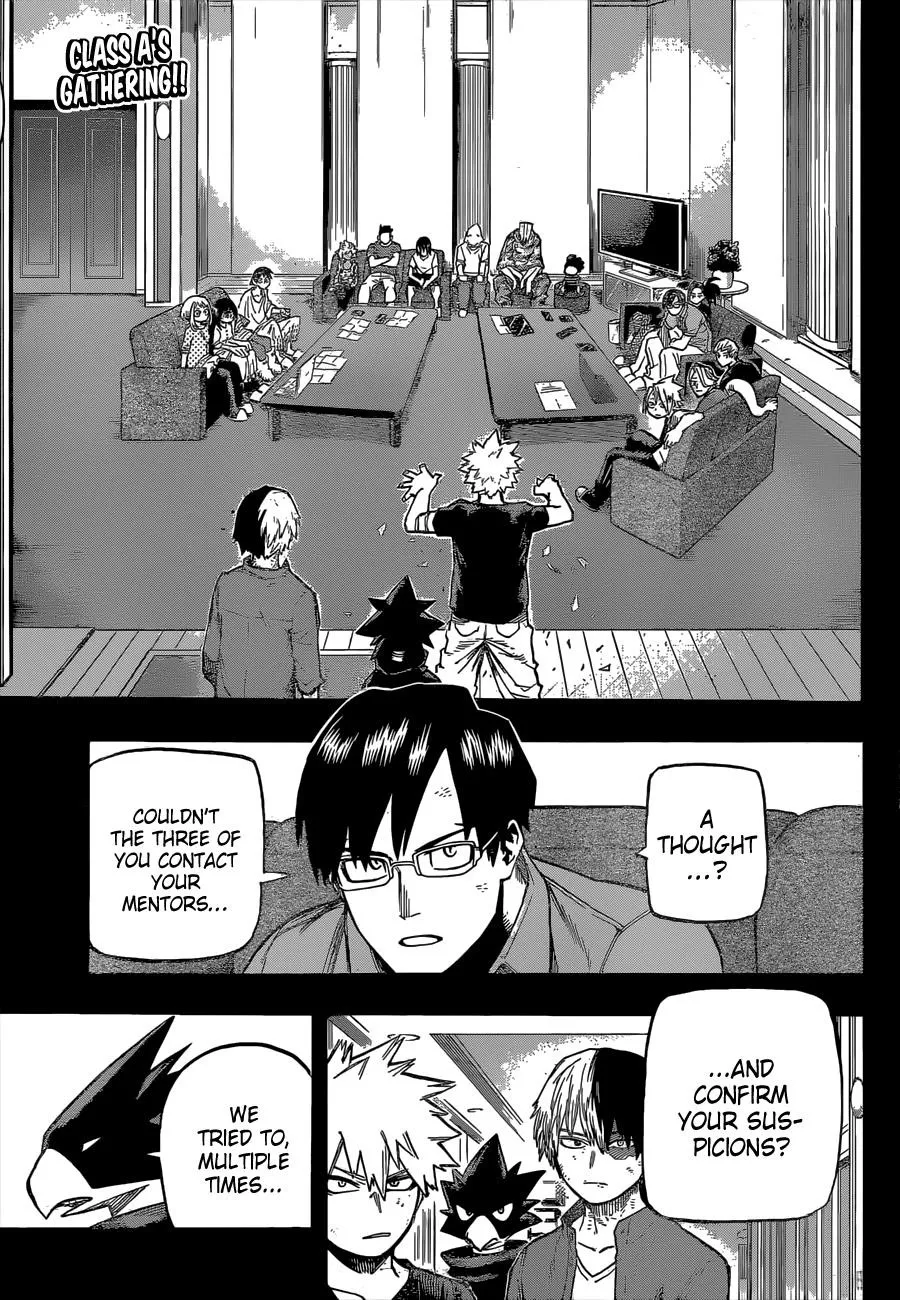 CLASS A'S
GATHERING!!
A
THOUGHT
...?
COULDN'T
THE THREE OF
YOU CONTACT
YOUR
MENTORS...
...AND
CONFIRM
YOUR SUS-
PICIONS?
WE
TRIED TO,
MULTIPLE
TIMES...